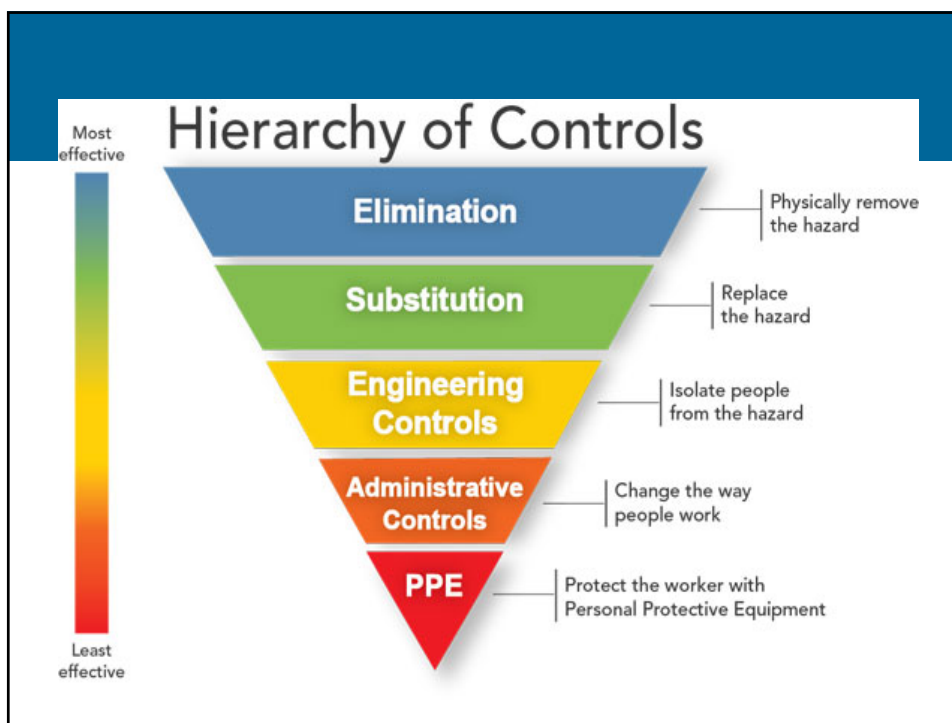 Hierarchy of Controls
Most
effective
Elimination
Physically remove
the hazard
Substitution
Replace
the hazard
Engineering
Controls
Isolate people
from the hazard
Administrative
Controls
Change the way
people work
PPE
Protect the worker with
Personal Protective Equipment
Least
effective